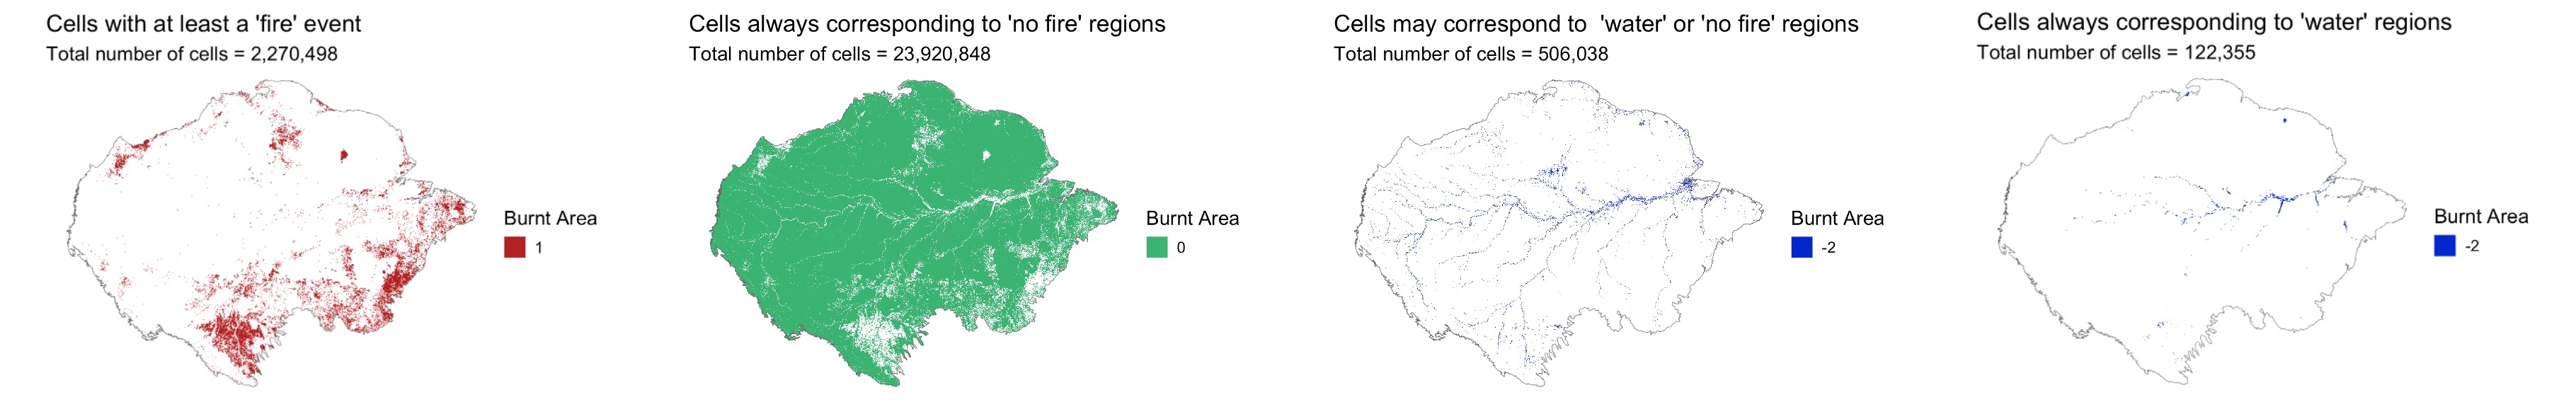 Cells with at least a 'fire' event
Total number of cells = 2,270,498
Burnt Area
1
Cells always corresponding to 'no fire' regions
Total number of cells = 23,920,848
Burnt Area
0
Cells may correspond to  'water' or 'no fire' regions
Total number of cells = 506,038
Burnt Area
-2
Cells always corresponding to 'water' regions
Total number of cells = 122,355
Burnt Area
-2